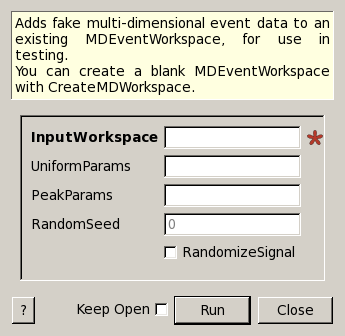 Adds fake multi-dimensional event data to an
existing MDEventWorkspace, for use in
testing.
You can create a blank MDEventWorkspace
with CreateMDWorkspace.
InputWorkspace *
UniformParams
PeakParams
RandomSeed 0
RandomizeSignal
? Keep Open Run Close